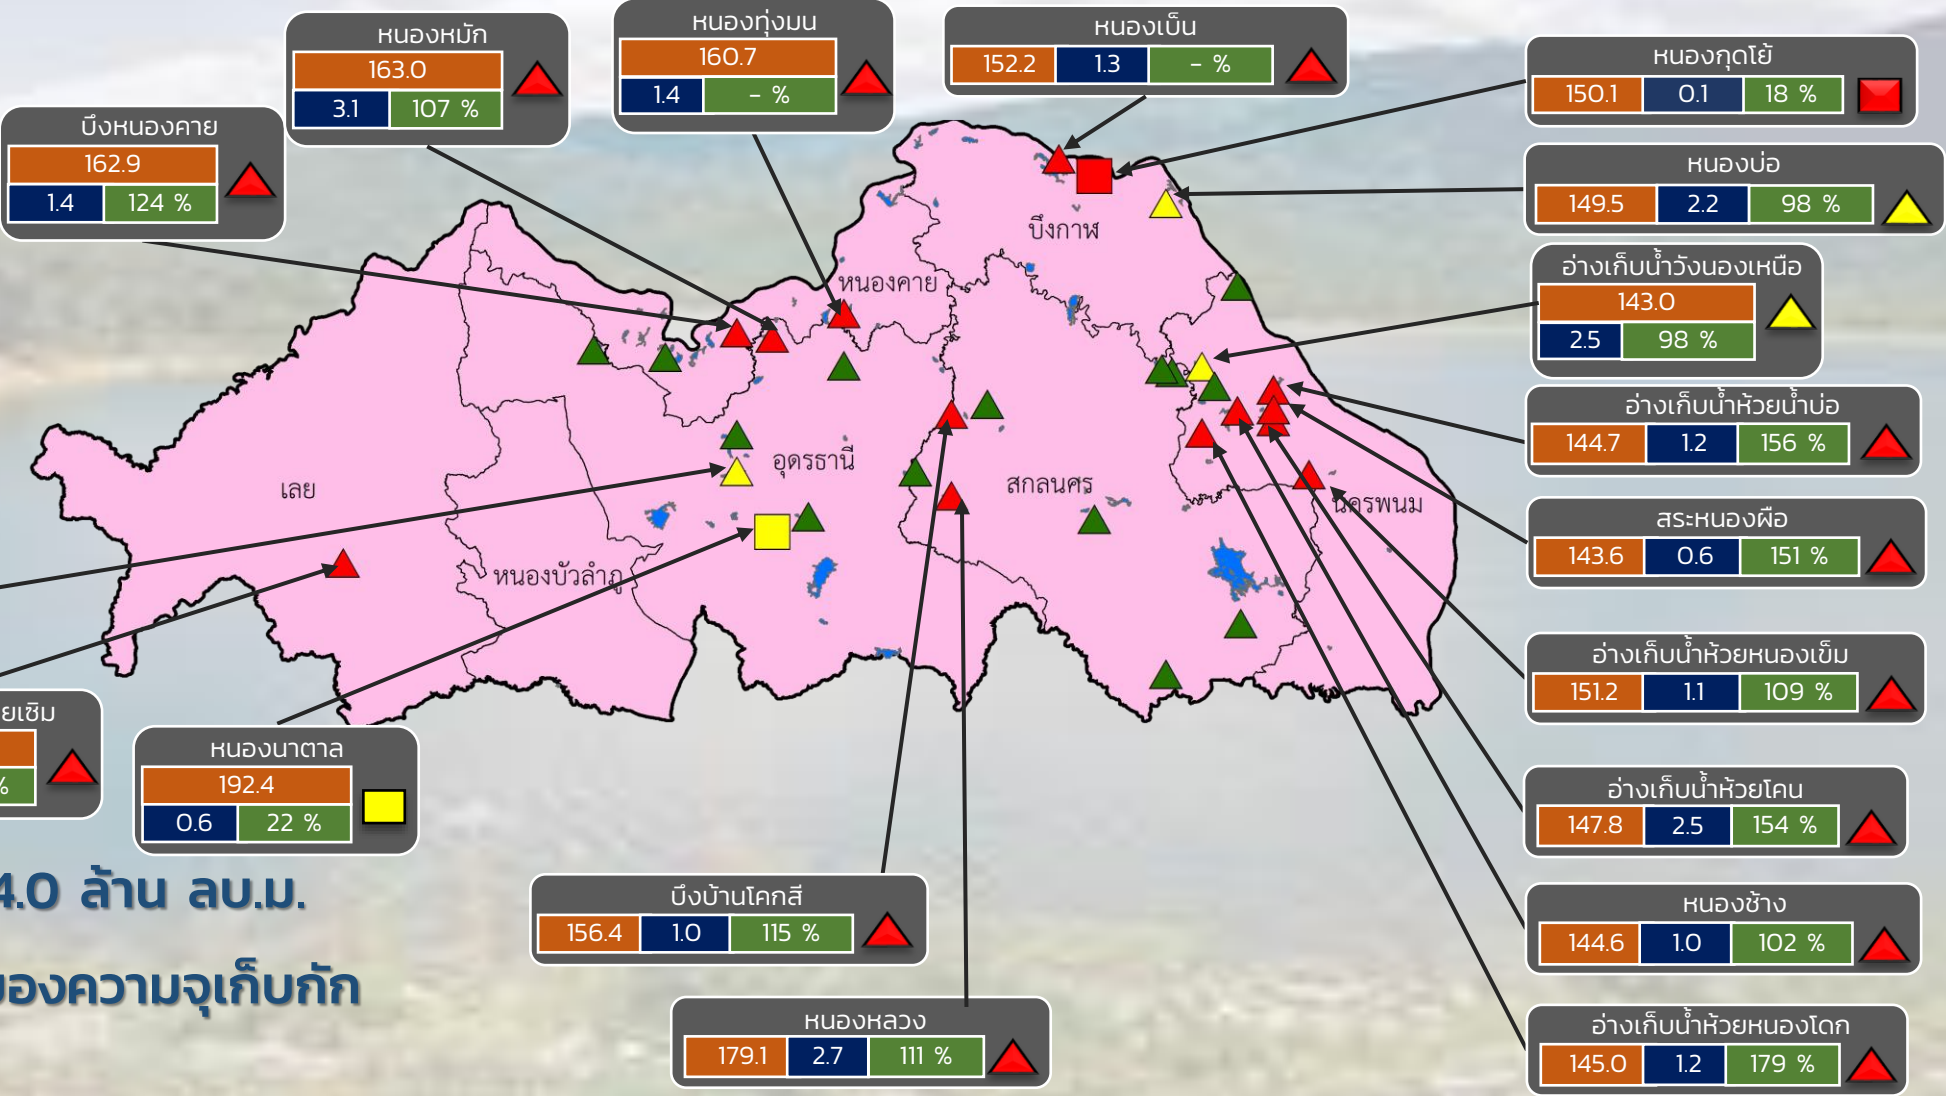 หนองหมัก
163.0
3.1 107 %
หนองทุ่งมน
160.7
1.4 - %
หนองเบ็น
152.2 1.3 - %
หนองกุดโย้
150.1 0.1 18 %
บึงหนองคาย
162.9
1.4 124 %
หนองบ่อ
149.5 2.2 98 %
อ่างเก็บน้ำวังนองเหนือ
143.0
2.5 98 %
อ่างเก็บน้ำห้วยน้ำบ่อ
144.7 1.2 156 %
สระหนองผือ
143.6 0.6 151 %
อ่างเก็บน้ำห้วยหนองเข็ม
151.2 1.1 109 %
อ่างเก็บน้ำห้วยโคน
147.8 2.5 154 %
หนองช้าง
144.6 1.0 102 %
อ่างเก็บน้ำห้วยหนองโดก
145.0 1.2 179 %
บึงกาฬ
หนองคาย
เลย
อุดรธานี
สกลนคร
นครพนม
หนองบัวลำภู
ยเซิม
%
หนองนาตาล
192.4
0.6 22 %
บึงบ้านโคกสี
156.4 1.0 115 %
หนองหลวง
179.1 2.7 111 %
4.0 ล้าน ลบ.ม.
ของความจุเก็บกัก